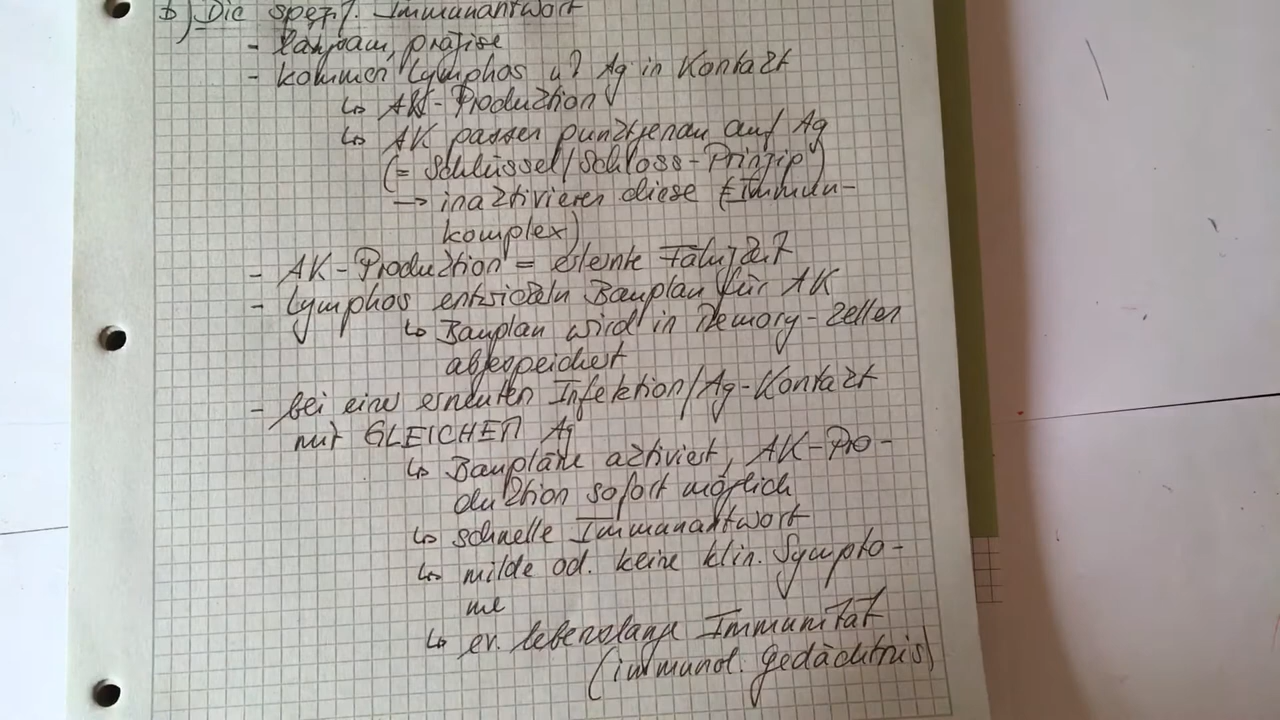 b) Die spezif. Immunantwort
- langsam, präzise
- kommen Lymphos m. Ag in Kontakt
↳ AK-Produktion
↳ AK passen punktgenau auf Ag
(= Schlüssel/Schloss-Prinzip)
→ inaktivieren diese (Immun-
komplex)
- AK-Produktion = erlernte Fähigkeit
- Lymphos entwickeln Bauplan für AK
↳ Bauplan wird in Memory-Zellen
abgespeichert
- bei einer erneuten Infektion/Ag-Kontakt
mit GLEICHEM Ag
↳ Baupläne aktiviert, AK-Pro-
duktion sofort möglich
↳ schnelle Immunantwort
↳ milde od. keine klin. Sympto-
me
↳ ev. lebenslange Immunität
(immunol. Gedächtnis)